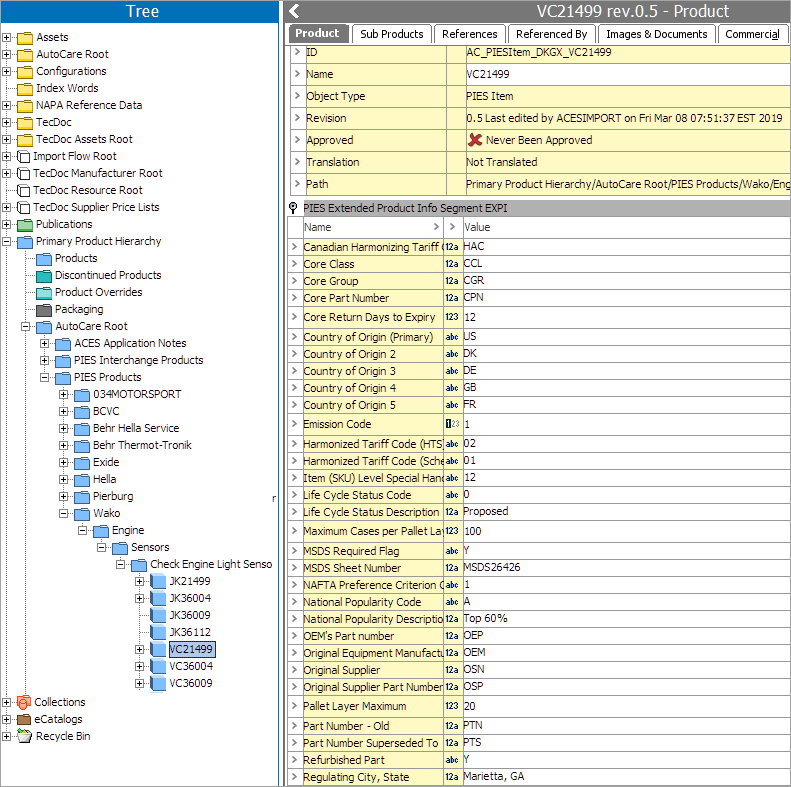 Tree
Assets
AutoCare Root
Configurations
Index Words
NAPA Reference Data
TecDoc
TecDoc Assets Root
Import Flow Root
TecDoc Manufacturer Root
TecDoc Resource Root
TecDoc Supplier Price Lists
Publications
Primary Product Hierarchy
Products
Discontinued Products
Product Overrides
Packaging
AutoCare Root
ACES Application Notes
PIES Interchange Products
PIES Products
034MOTORSPORT
BCVC
Behr Hella Service
Behr Thermot-Tronik
Exide
Hella
Pierburg
Wako
Engine
Sensors
Check Engine Light Senso
JK21499
JK36004
JK36009
JK36112
VC21499
VC36004
VC36009
Collections
eCatalogs
Recycle Bin
VC21499 rev.0.5 - Product
Product Sub Products References Referenced By Images & Documents Commercial
ID AC_PIESItem_DKGX_VC21499
Name VC21499
Object Type PIES Item
Revision 0.5 Last edited by ACESIMPORT on Fri Mar 08 07:51:37 EST 2019
Approved Never Been Approved
Translation Not Translated
Path Primary Product Hierarchy/AutoCare Root/PIES Products/Wako/Eng
PIES Extended Product Info Segment EXPI
Name > > Value
Canadian Harmonizing Tariff C 12a HAC
Core Class 12a CCL
Core Group 12a CGR
Core Part Number 12a CPN
Core Return Days to Expiry 123 12
Country of Origin (Primary) abc US
Country of Origin 2 abc DK
Country of Origin 3 abc DE
Country of Origin 4 abc GB
Country of Origin 5 abc FR
Emission Code 123 1
Harmonized Tariff Code (HTS abc 02
Harmonized Tariff Code (Sche abc 01
Item (SKU) Level Special Hand abc 12
Life Cycle Status Code abc 0
Life Cycle Status Description 12a Proposed
Maximum Cases per Pallet La 123 100
MSDS Required Flag abc Y
MSDS Sheet Number 12a MSDS26426
NAFTA Preference Criterion C abc 1
National Popularity Code abc A
National Popularity Descriptio 12a Top 60%
OEM's Part number 12a OEP
Original Equipment Manufactu 12a OEM
Original Supplier 12a OSN
Original Supplier Part Number 12a OSP
Pallet Layer Maximum 123 20
Part Number - Old 12a PTN
Part Number Superseded To 12a PTS
Refurbished Part abc Y
Regulating City, State 12a Marietta, GA